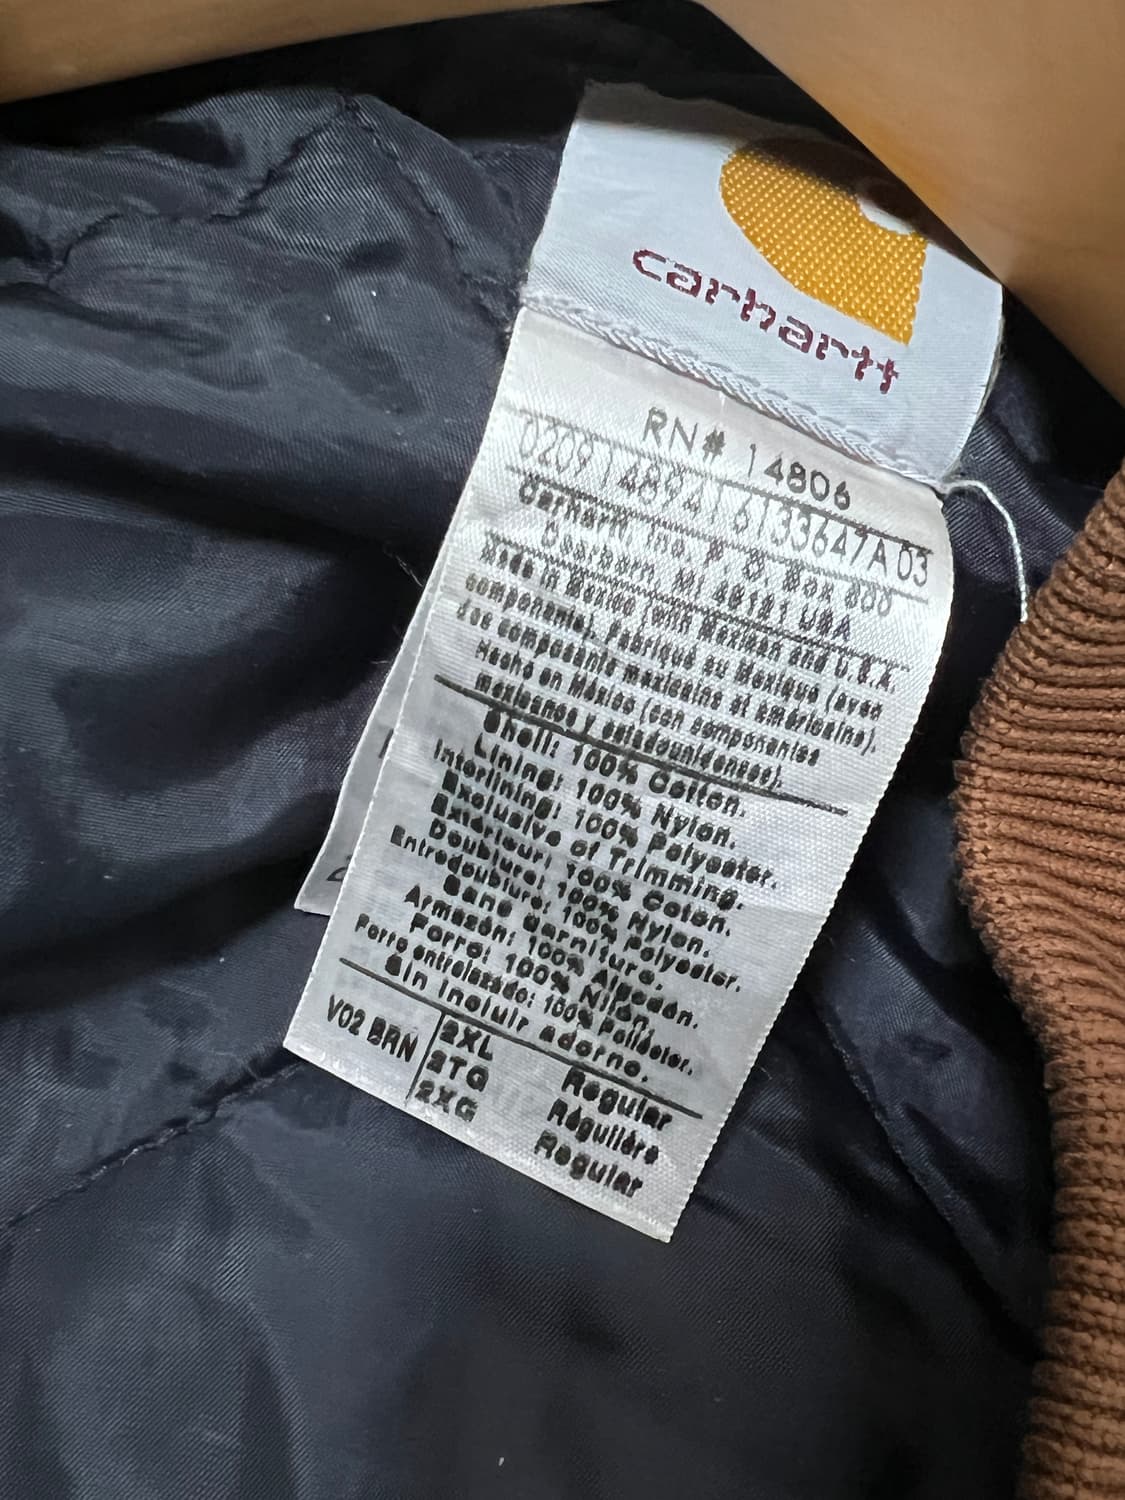 carhartt
RN# 14806
0209 148941 6133647A 03
Carhartt, Inc. P.O. Box 600
Dearborn, MI 48121 USA
Made in Mexico (with Mexican and U.S.A.
components). Fabriqué au Mexique (avec
des composants mexicains et américains).
Hecho en México (con componentes
mexicanos y estadounidenses).
Shell: 100% Cotton.
Lining: 100% Nylon.
Interlining: 100% Polyester.
Exclusive of Trimming.
Extérieur: 100% Coton.
Doublure: 100% Nylon.
Entredoublure: 100% Polyester.
Sans Garniture.
Armazón: 100% Algodón.
Forro: 100% Nilón.
Forro entrelazado: 100% Poliéster.
Sin incluir adorno.
V02 BRN
2XL Regular
2TG Régulière
2XG Regular